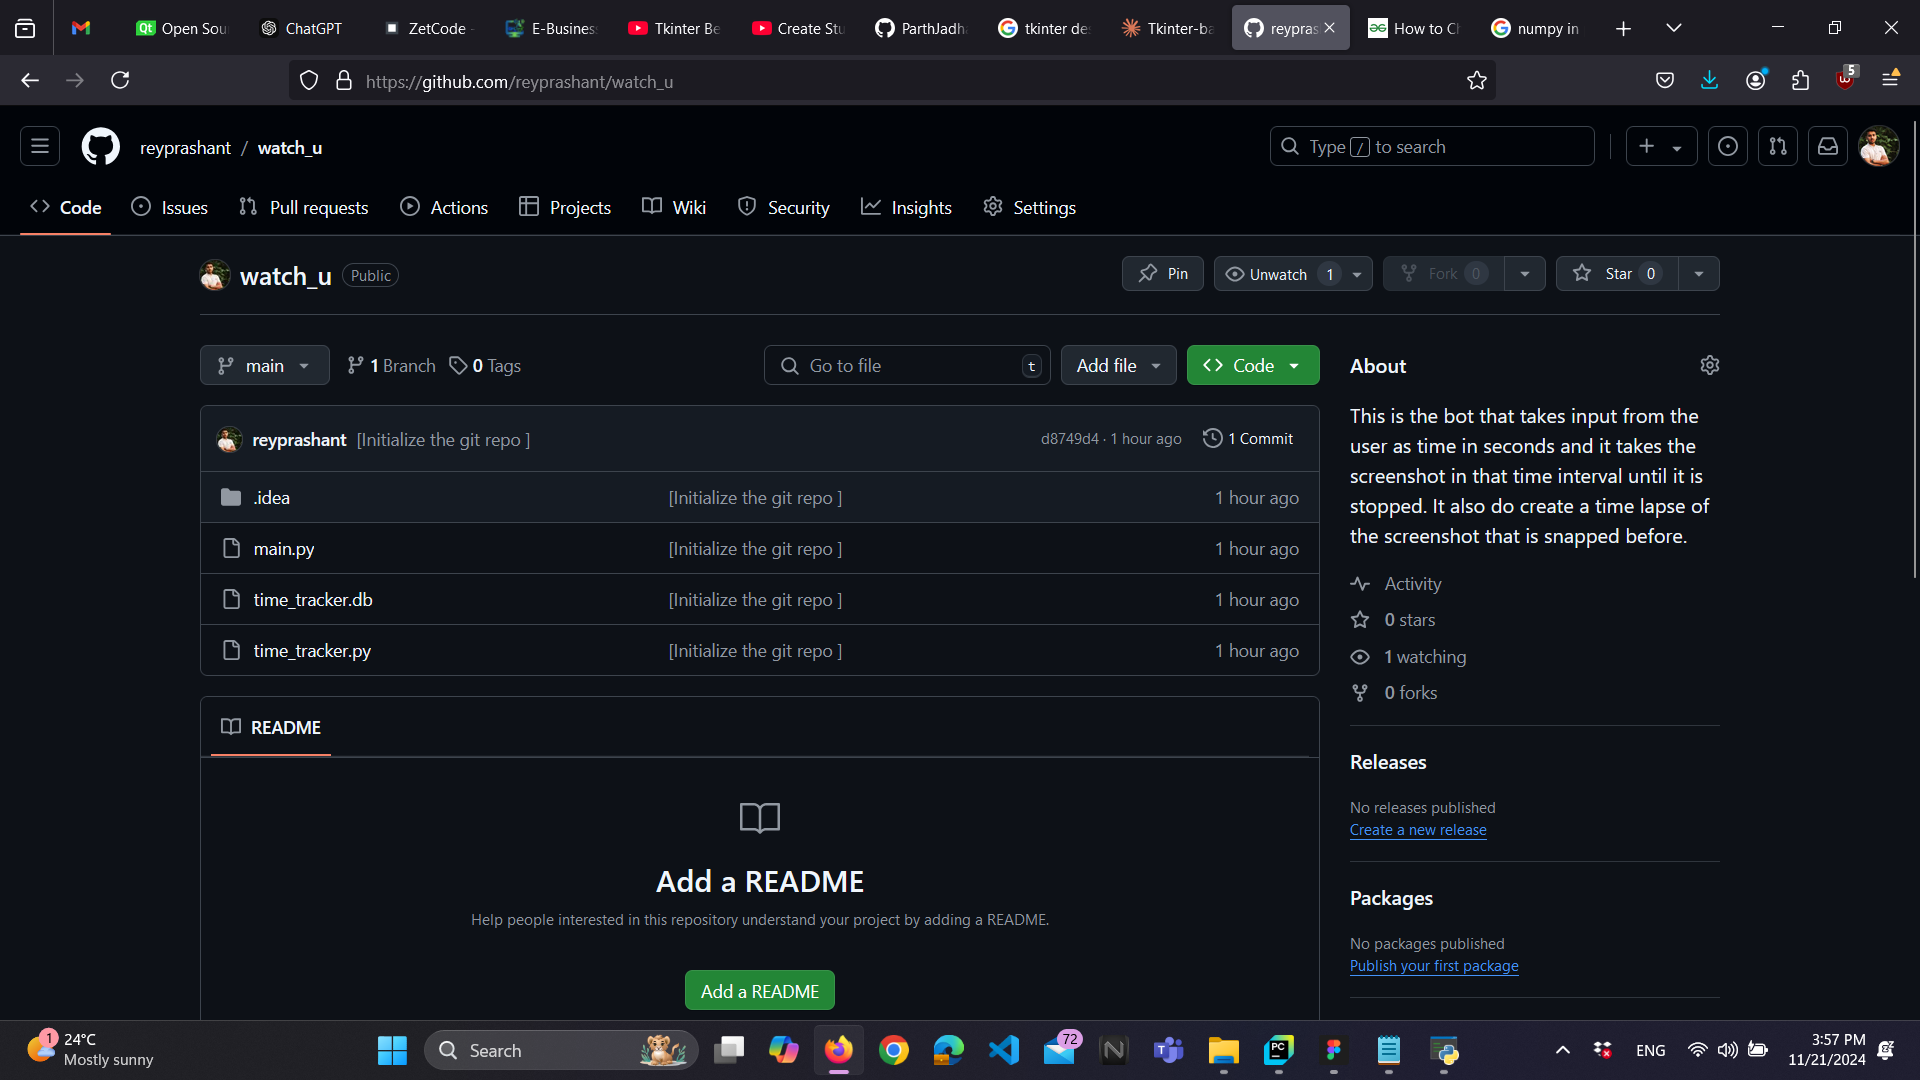 Open Sou
ChatGPT
ZetCode -
E-Business
Tkinter Be
Create Stu
ParthJadha
tkinter des
Tkinter-ba
reypras
How to Ch
numpy in
https://github.com/reyprashant/watch_u
5
reyprashant / watch_u
Type / to search
Code
Issues
Pull requests
Actions
Projects
Wiki
Security
Insights
Settings
watch_u Public
Pin
Unwatch 1
Fork 0
Star 0
main
1 Branch
0 Tags
Go to file t
Add file
Code
reyprashant [Initialize the git repo ]
d8749d4 · 1 hour ago
1 Commit
.idea [Initialize the git repo ] 1 hour ago
main.py [Initialize the git repo ] 1 hour ago
time_tracker.db [Initialize the git repo ] 1 hour ago
time_tracker.py [Initialize the git repo ] 1 hour ago
README
Add a README
Help people interested in this repository understand your project by adding a README.
Add a README
About
This is the bot that takes input from the
user as time in seconds and it takes the
screenshot in that time interval until it is
stopped. It also do create a time lapse of
the screenshot that is snapped before.
Activity
0 stars
1 watching
0 forks
Releases
No releases published
Create a new release
Packages
No packages published
Publish your first package
1
24°C
Mostly sunny
Search
72
PC
ENG
3:57 PM
11/21/2024